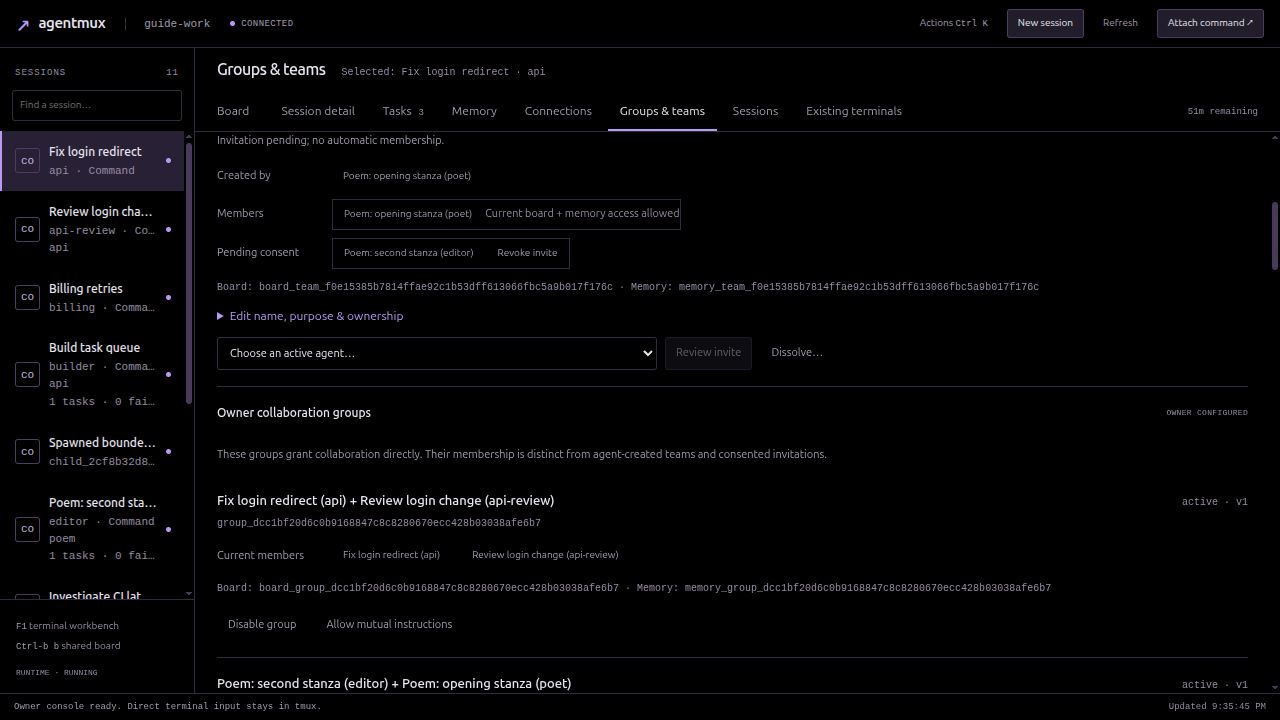 agentmux
guide-work
CONNECTED
Actions Ctrl K
New session
Refresh
Attach command ↗
SESSIONS
11
Find a session...
Fix login redirect
api · Command
Review login cha…
api-review · Co…
api
Billing retries
billing · Comma…
Build task queue
builder · Comma…
api
1 tasks · 0 fai…
Spawned bounde…
child_2cf8b32d8…
Poem: second sta…
editor · Command
poem
1 tasks · 0 fai…
Investigate CI lat
CO
CO
CO
CO
CO
CO
F1 terminal workbench
Ctrl-b b shared board
RUNTIME · RUNNING
Groups & teams
Selected: Fix login redirect · api
Board
Session detail
Tasks 3
Memory
Connections
Groups & teams
Sessions
Existing terminals
51m remaining
Invitation pending; no automatic membership.
Created by
Poem: opening stanza (poet)
Members
Poem: opening stanza (poet)
Current board + memory access allowed
Pending consent
Poem: second stanza (editor)
Revoke invite
Board: board_team_f0e15385b7814ffae92c1b53dff613066fbc5a9b017f176c · Memory: memory_team_f0e15385b7814ffae92c1b53dff613066fbc5a9b017f176c
Edit name, purpose & ownership
Choose an active agent…
Review invite
Dissolve…
Owner collaboration groups
OWNER CONFIGURED
These groups grant collaboration directly. Their membership is distinct from agent-created teams and consented invitations.
Fix login redirect (api) + Review login change (api-review)
active · v1
group_dcc1bf20d6c0b9168847c8c8280670ecc428b03038afe6b7
Current members
Fix login redirect (api)
Review login change (api-review)
Board: board_group_dcc1bf20d6c0b9168847c8c8280670ecc428b03038afe6b7 · Memory: memory_group_dcc1bf20d6c0b9168847c8c8280670ecc428b03038afe6b7
Disable group
Allow mutual instructions
Poem: second stanza (editor) + Poem: opening stanza (poet)
active · v1
Owner console ready. Direct terminal input stays in tmux.
Updated 9:35:45 PM